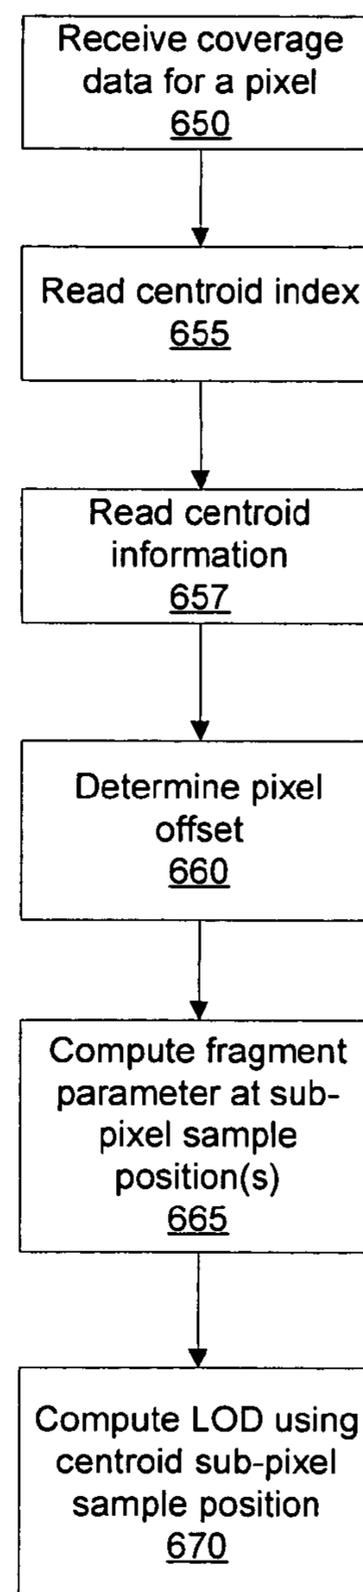 Receive coverage
data for a pixel
650
Read centroid index
655
Read centroid
information
657
Determine pixel
offset
660
Compute fragment
parameter at sub-
pixel sample
position(s)
665
Compute LOD using
centroid sub-pixel
sample position
670